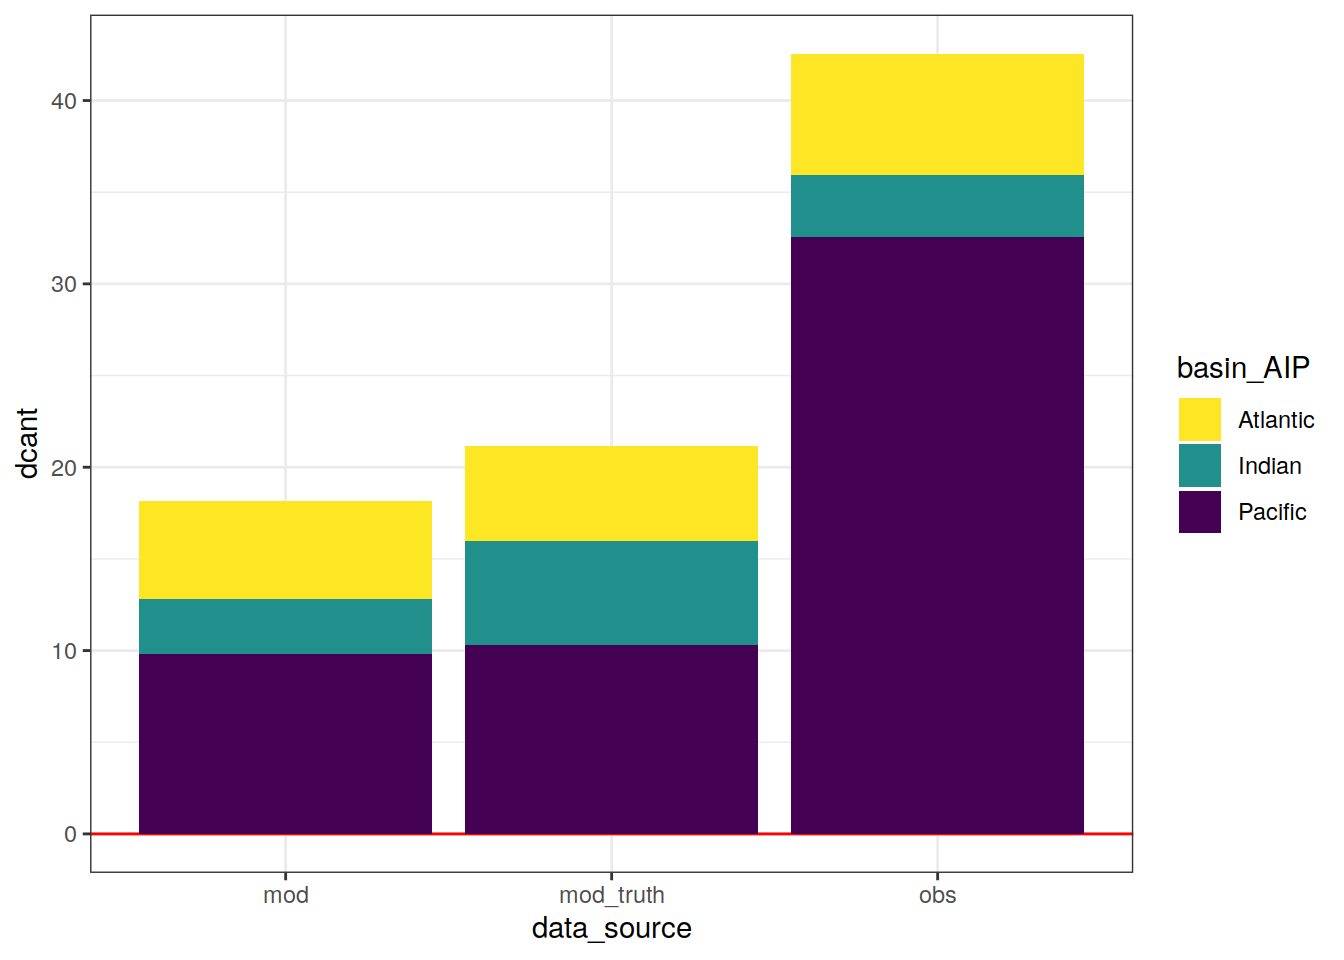 40
30
20
10
0
dcant
mod
mod_truth
obs
data_source
basin_AIP
Atlantic
Indian
Pacific